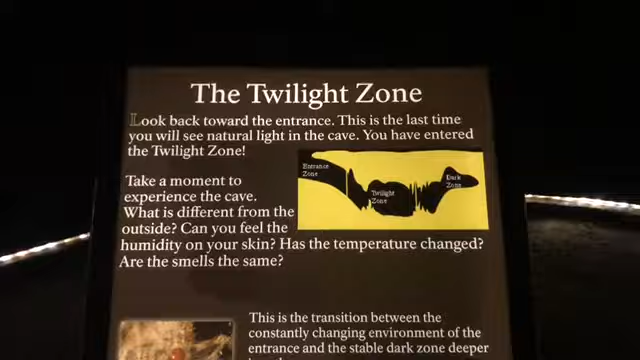 The Twilight Zone
Look back toward the entrance. This is the last time
you will see natural light in the cave. You have entered
the Twilight Zone!
Entrance
Zone
Twilight
Zone
Dark
Zone
Take a moment to
experience the cave.
What is different from the
outside? Can you feel the
humidity on your skin? Has the temperature changed?
Are the smells the same?
This is the transition between the
constantly changing environment of the
entrance and the stable dark zone deeper